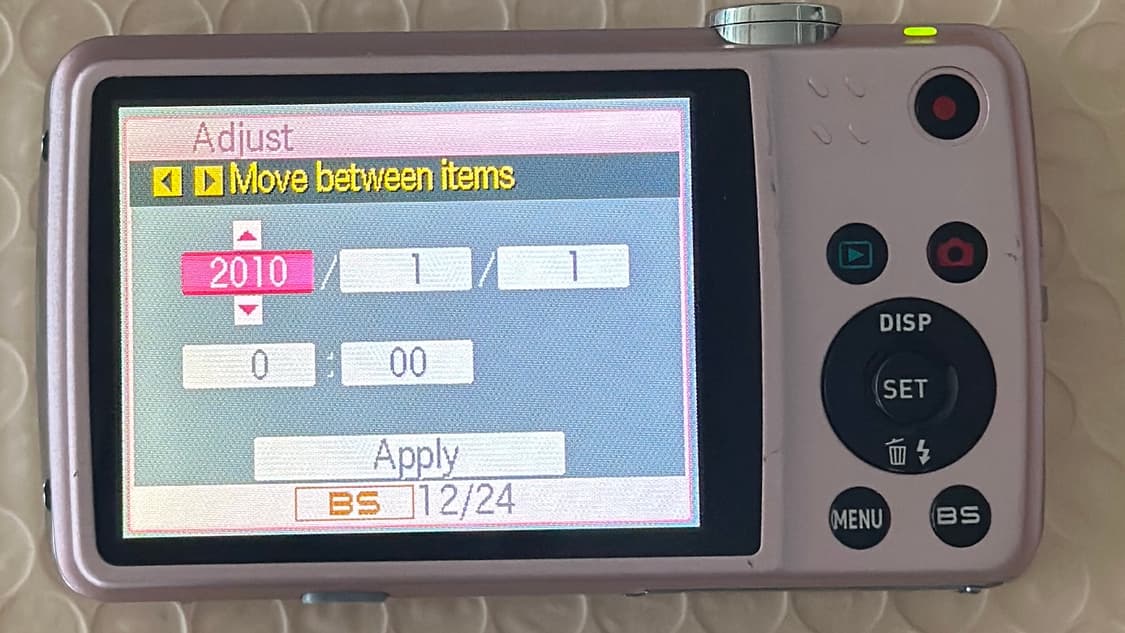 Adjust
Move between items
2010 / 1 / 1
0 : 00
Apply
BS 12/24
DISP
SET
MENU
BS